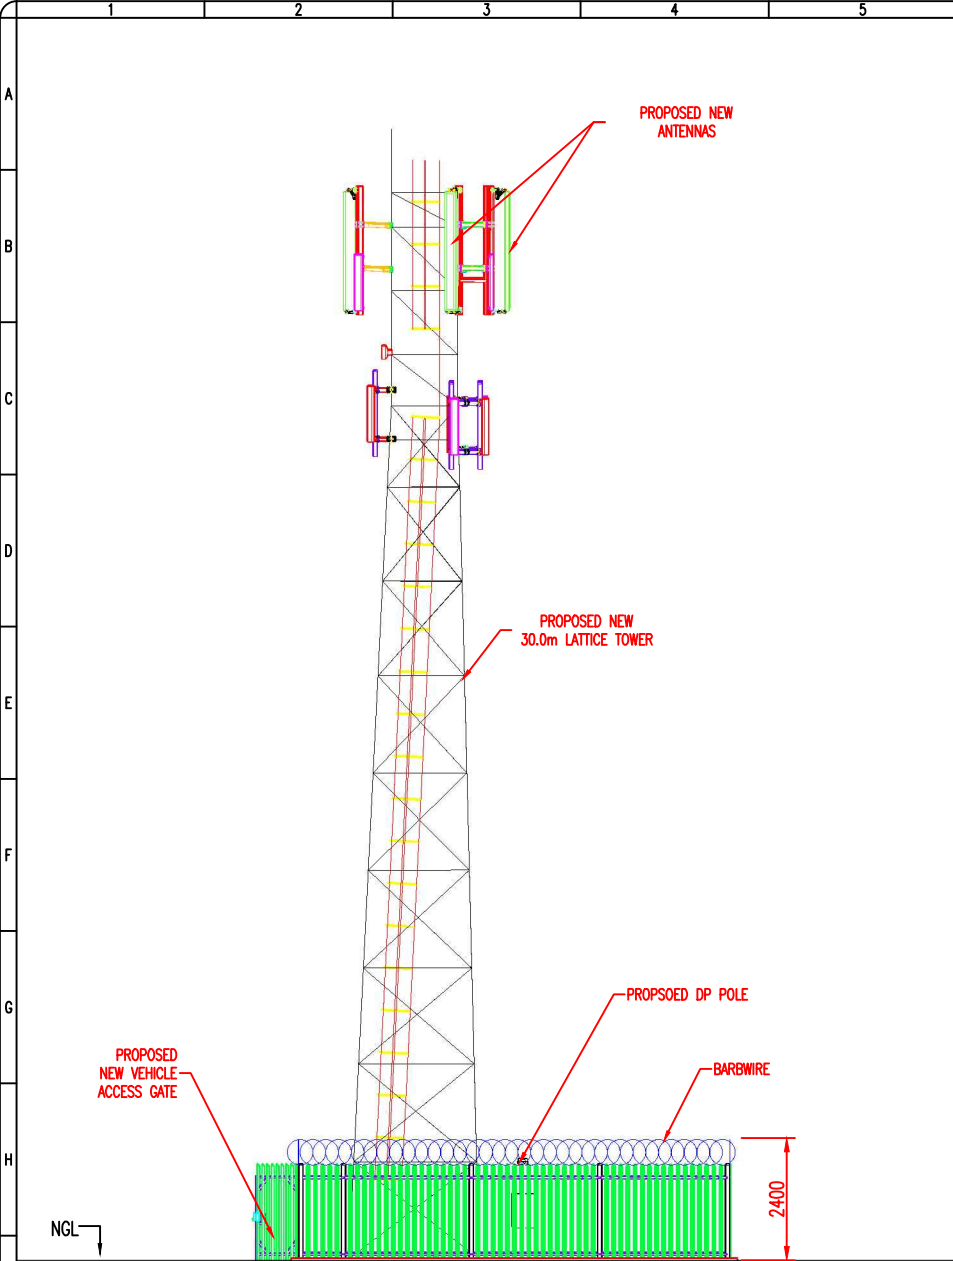 1 2 3 4 5
A
PROPOSED NEW
ANTENNAS
B
C
D
PROPOSED NEW
30.0m LATTICE TOWER
E
F
G
PROPSOED DP POLE
PROPOSED
NEW VEHICLE
ACCESS GATE
BARBWIRE
H
2400
NGL